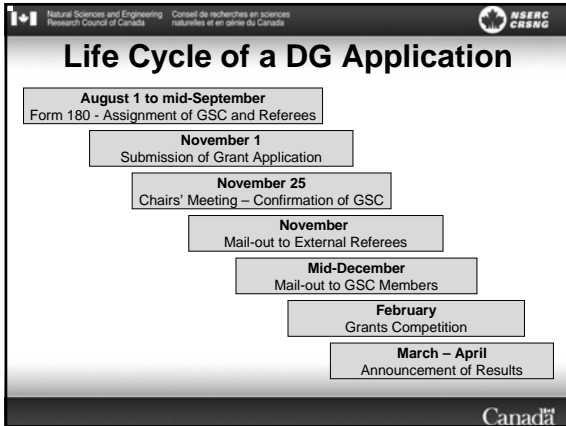 Natural Sciences and Engineering
Research Council of Canada
Conseil de recherches en sciences
naturelles et en génie du Canada
NSERC
CRSNG
Life Cycle of a DG Application
August 1 to mid-September
Form 180 - Assignment of GSC and Referees
November 1
Submission of Grant Application
November 25
Chairs' Meeting – Confirmation of GSC
November
Mail-out to External Referees
Mid-December
Mail-out to GSC Members
February
Grants Competition
March – April
Announcement of Results
Canada